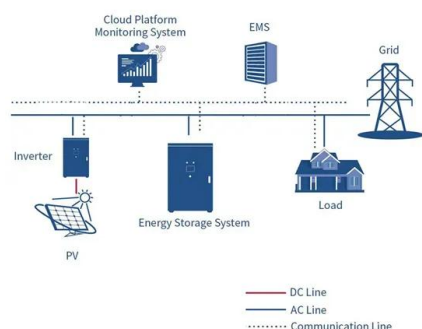 Cloud Platform
Monitoring System
EMS
Grid
Inverter
Energy Storage System
Load
PV
DC Line
AC Line
Communication Line